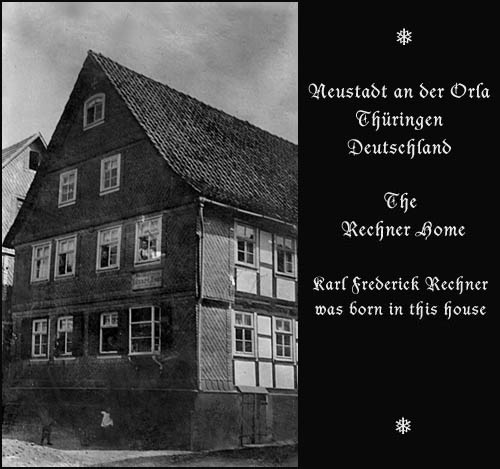 Neustadt an der Orla
Thüringen
Deutschland
The
Rechner Home
Karl Frederick Rechner
was born in this house